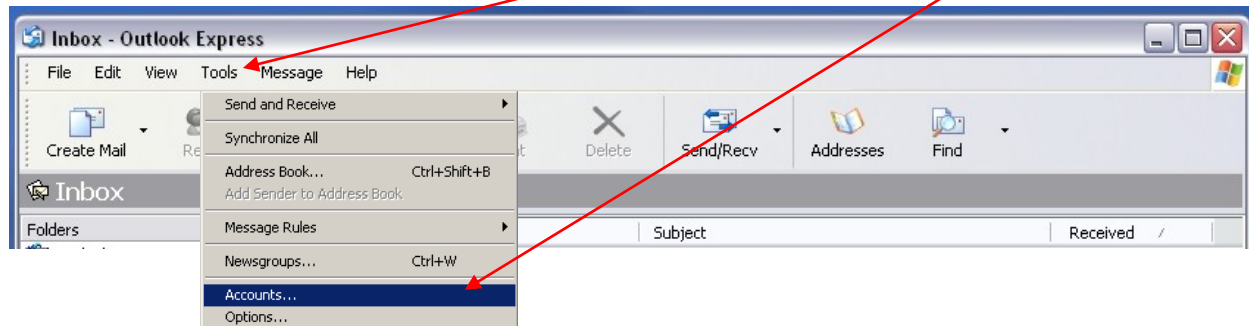 Inbox - Outlook Express
File Edit View Tools Message Help
Send and Receive
Synchronize All
Create Mail Delete Send/Recv Addresses Find
Address Book... Ctrl+Shift+B
Inbox
Add Sender to Address Book
Folders Message Rules Subject Received
Newsgroups... Ctrl+W
Accounts...
Options...